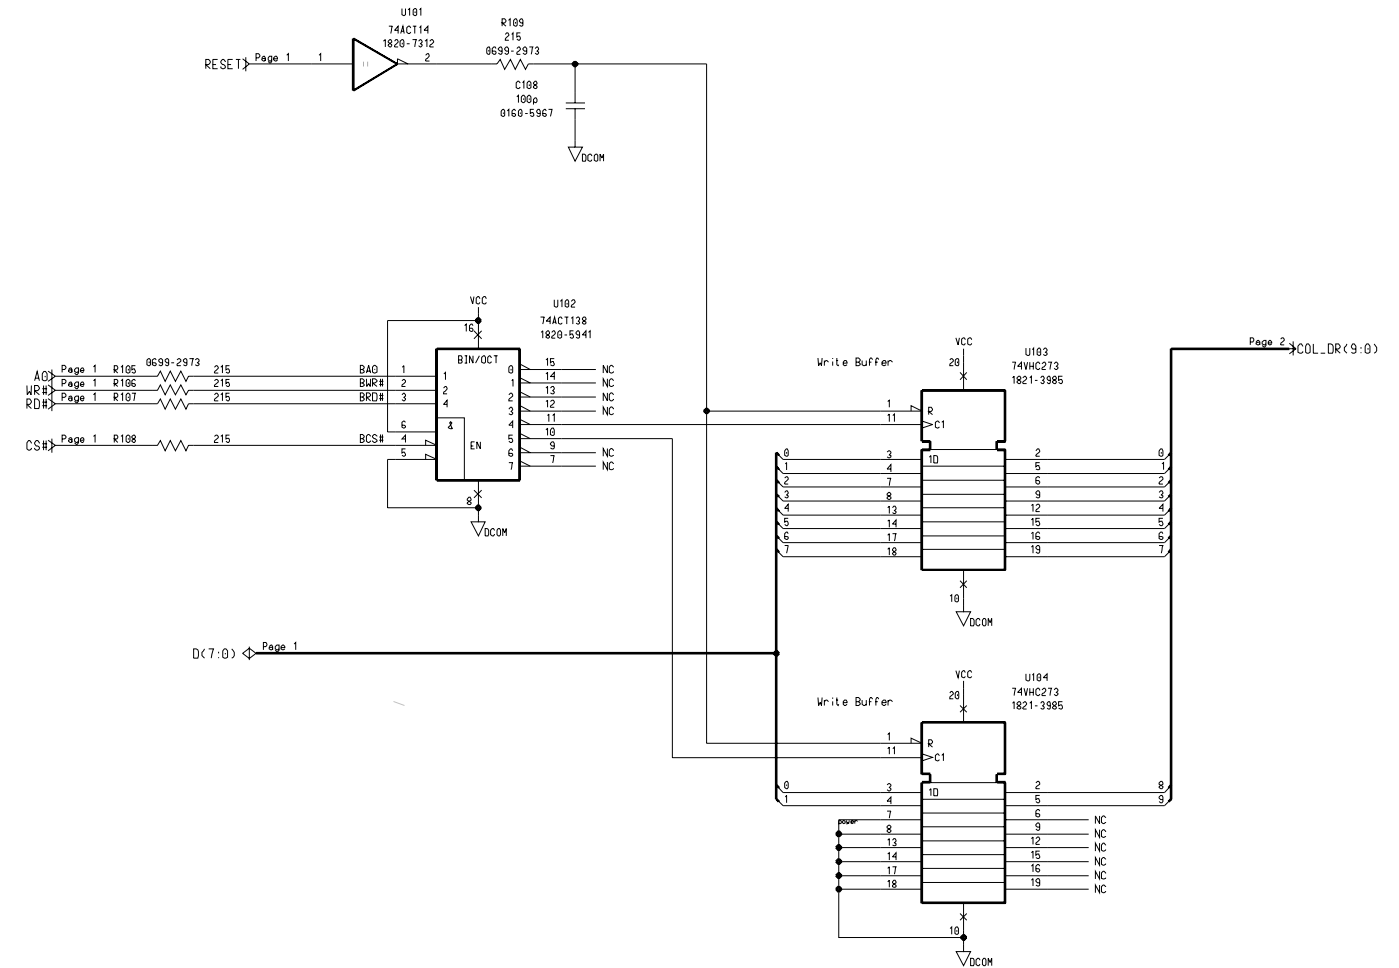 U101
74ACT14
1820-7312
RESET Page 1 1 2
R109
215
0699-2973
C108
100p
0160-5967
DCOM
VCC
16
U102
74ACT138
1820-5941
BIN/OCT
0699-2973
A0 Page 1 R105 215 BA0 1 1
WR# Page 1 R106 215 BWR# 2 2
RD# Page 1 R107 215 BRD# 3 4
6 &
CS# Page 1 R108 215 BCS# 4
5
EN
0 15 NC
1 14 NC
2 13 NC
3 12 NC
4 11
5 10
6 9 NC
7 7 NC
8
DCOM
Write Buffer
VCC
20
U103
74VHC273
1821-3985
1 R
11 C1
0 3 1D 2 0
1 4 5 1
2 7 6 2
3 8 9 3
4 13 12 4
5 14 15 5
6 17 16 6
7 18 19 7
10
DCOM
Page 2 COL_DR(9:0)
D(7:0) Page 1
Write Buffer
VCC
20
U104
74VHC273
1821-3985
1 R
11 C1
0 3 1D 2 8
1 4 5 9
power 7 6 NC
8 9 NC
13 12 NC
14 15 NC
17 16 NC
18 19 NC
10
DCOM